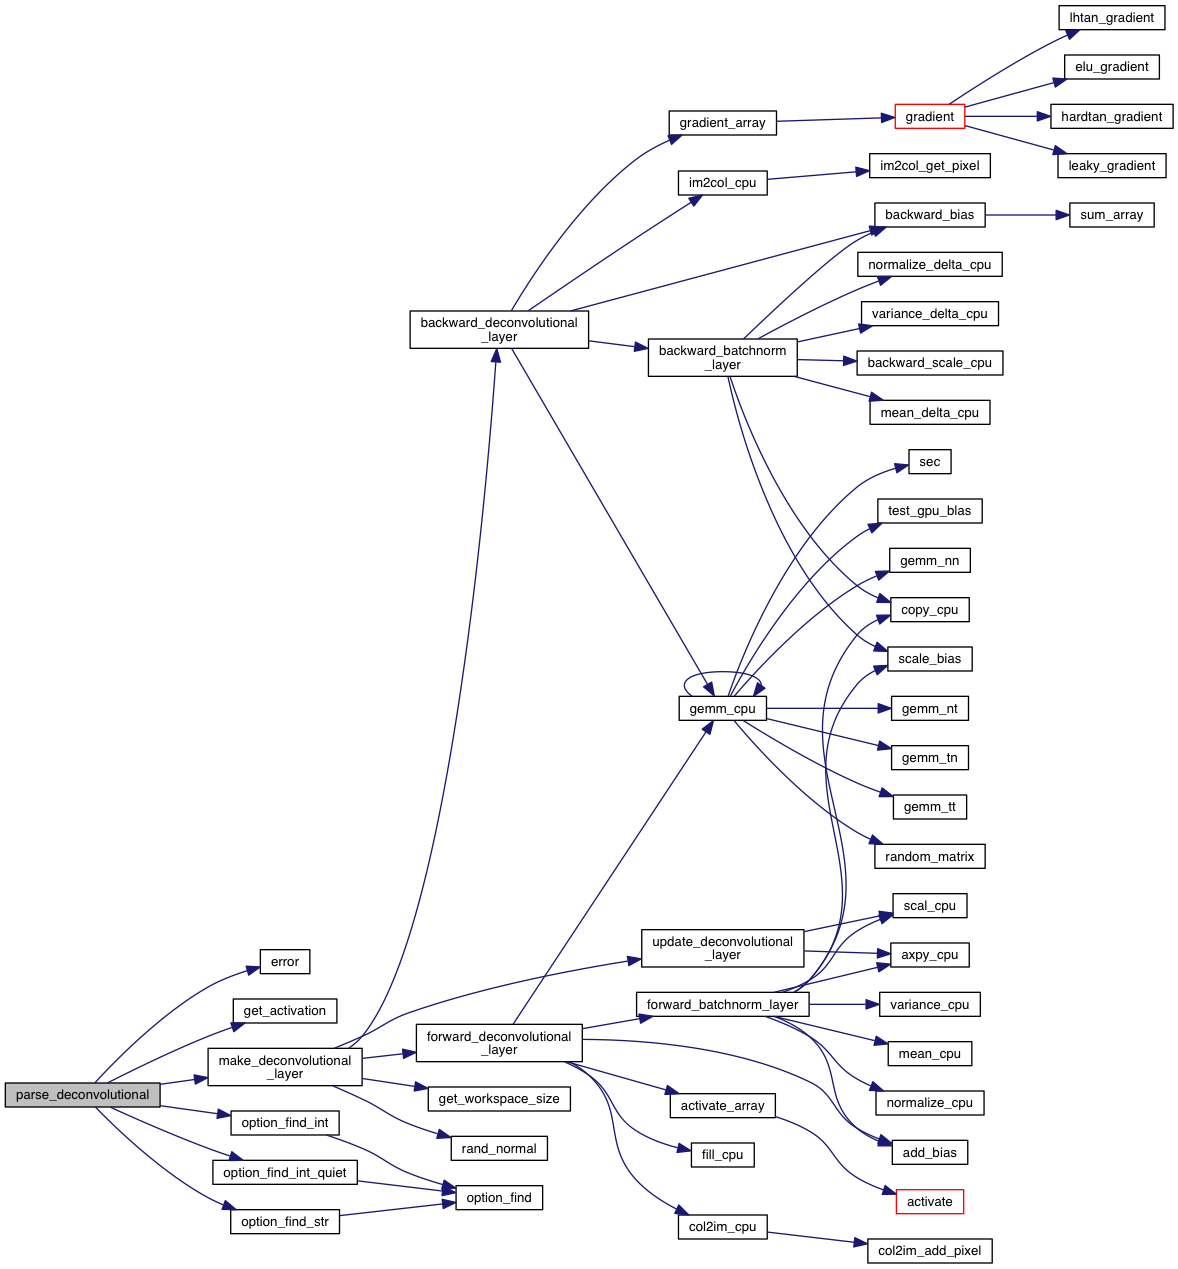 lhtan_gradient
elu_gradient
gradient_array
gradient
hardtan_gradient
im2col_cpu
im2col_get_pixel
leaky_gradient
backward_bias
sum_array
normalize_delta_cpu
backward_deconvolutional
_layer
variance_delta_cpu
backward_batchnorm
_layer
backward_scale_cpu
mean_delta_cpu
sec
test_gpu_blas
gemm_nn
copy_cpu
scale_bias
gemm_cpu
gemm_nt
gemm_tn
gemm_tt
random_matrix
scal_cpu
update_deconvolutional
_layer
axpy_cpu
error
get_activation
forward_batchnorm_layer
variance_cpu
make_deconvolutional
_layer
forward_deconvolutional
_layer
mean_cpu
parse_deconvolutional
get_workspace_size
activate_array
normalize_cpu
option_find_int
rand_normal
fill_cpu
add_bias
option_find_int_quiet
option_find
activate
option_find_str
col2im_cpu
col2im_add_pixel